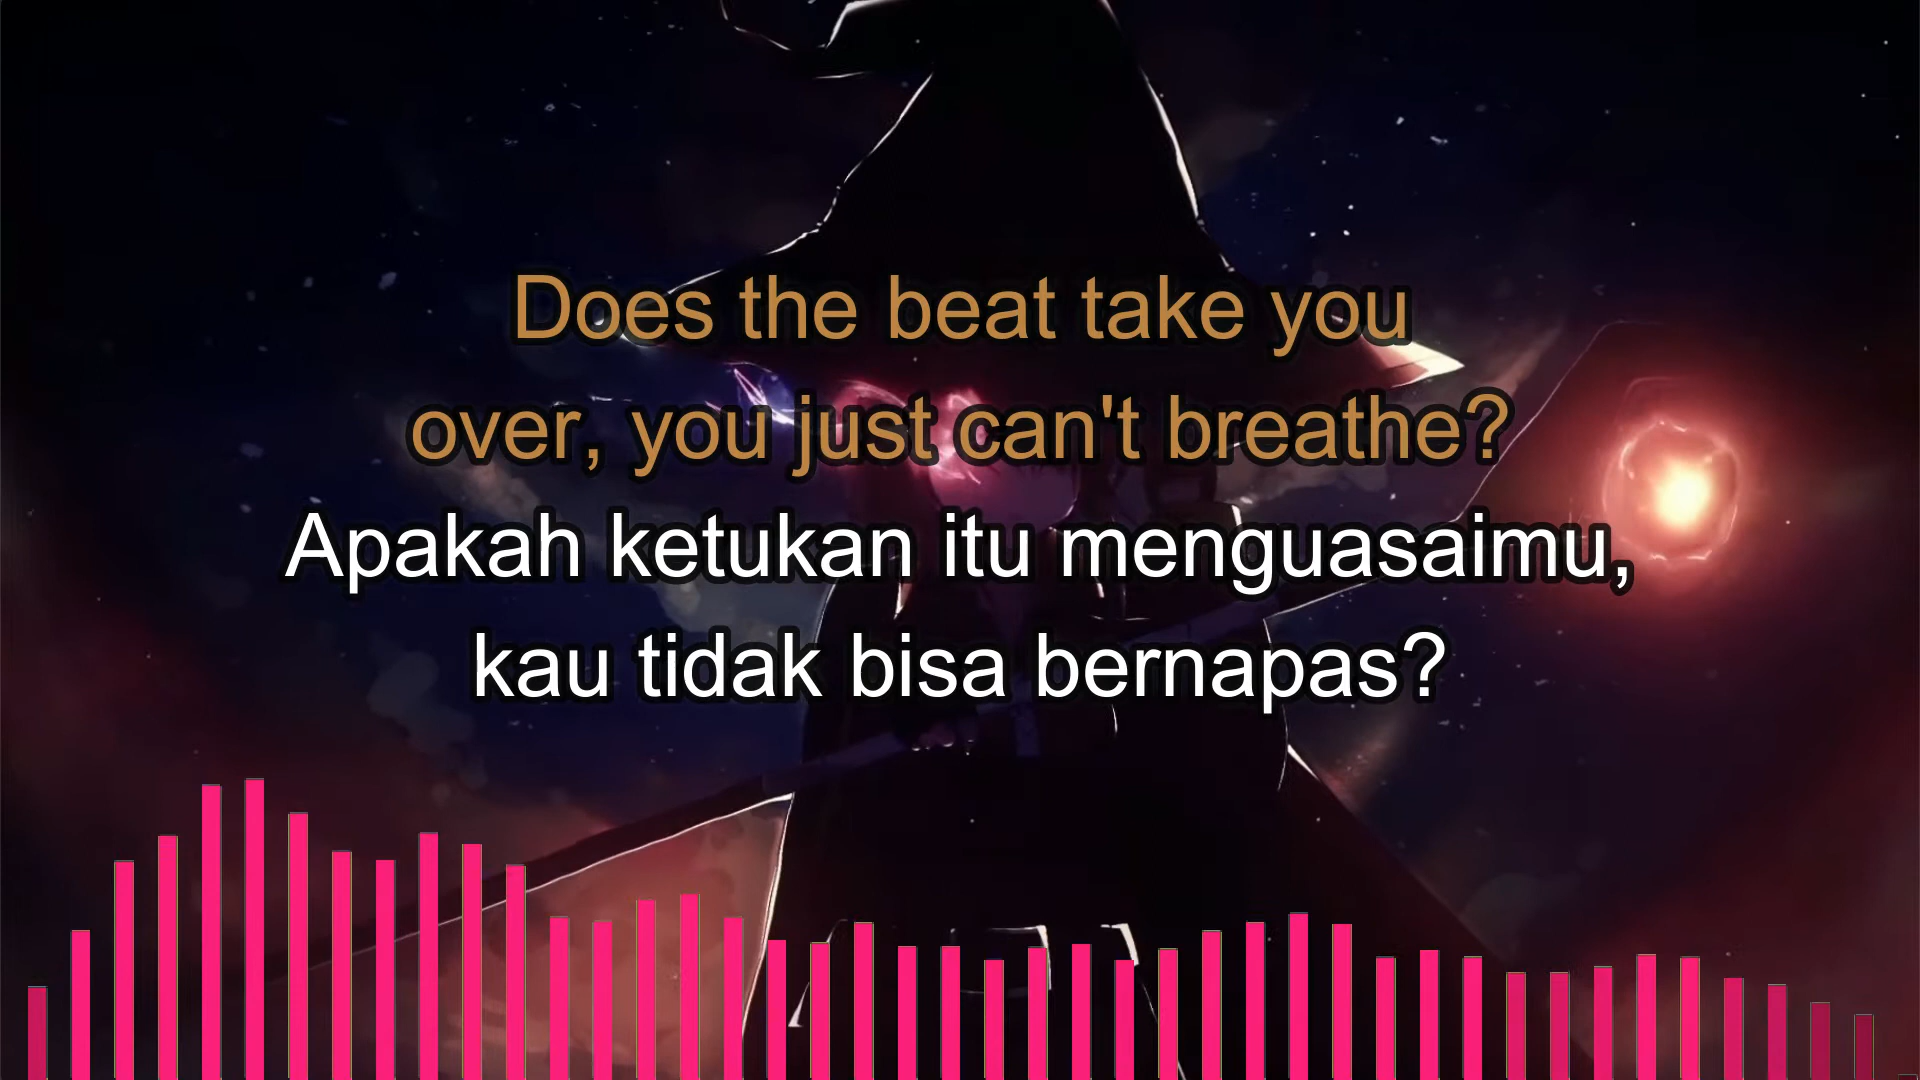 Does the beat take you
over, you just can't breathe?
Apakah ketukan itu menguasaimu,
kau tidak bisa bernapas?